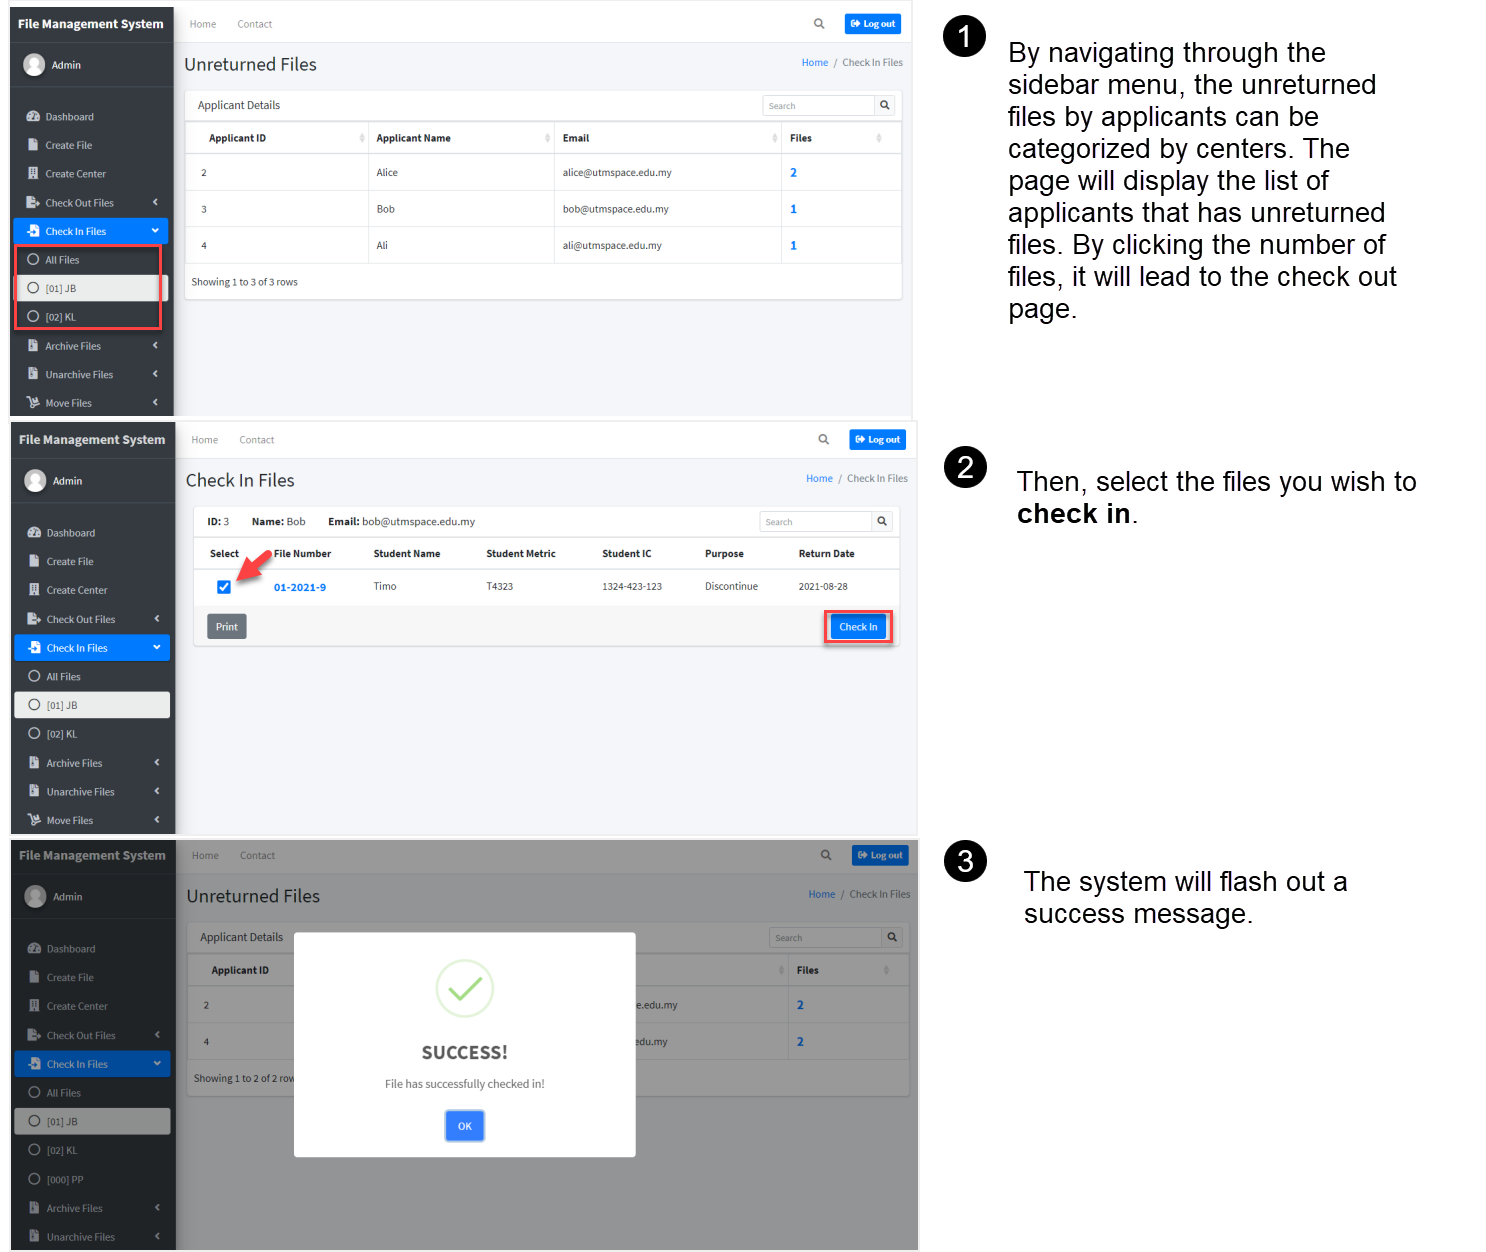 File Management System
Home Contact
Log out
Admin
Unreturned Files
Home / Check In Files
Applicant Details
Search
Applicant ID Applicant Name Email Files
2 Alice alice@utmspace.edu.my 2
3 Bob bob@utmspace.edu.my 1
4 Ali ali@utmspace.edu.my 1
Showing 1 to 3 of 3 rows
Dashboard
Create File
Create Center
Check Out Files
Check In Files
All Files
[01] JB
[02] KL
Archive Files
Unarchive Files
Move Files
1
By navigating through the
sidebar menu, the unreturned
files by applicants can be
categorized by centers. The
page will display the list of
applicants that has unreturned
files. By clicking the number of
files, it will lead to the check out
page.
File Management System
Home Contact
Log out
Admin
Check In Files
Home / Check In Files
ID: 3 Name: Bob Email: bob@utmspace.edu.my
Search
Select File Number Student Name Student Metric Student IC Purpose Return Date
01-2021-9 Timo T4323 1324-423-123 Discontinue 2021-08-28
Print
Check In
Dashboard
Create File
Create Center
Check Out Files
Check In Files
All Files
[01] JB
[02] KL
Archive Files
Unarchive Files
Move Files
2
Then, select the files you wish to
check in.
File Management System
Home Contact
Log out
Admin
Unreturned Files
Home / Check In Files
Applicant Details
Search
Applicant ID Files
2 e.edu.my 2
4 edu.my 2
Showing 1 to 2 of 2 row
SUCCESS!
File has successfully checked in!
OK
Dashboard
Create File
Create Center
Check Out Files
Check In Files
All Files
[01] JB
[02] KL
[000] PP
Archive Files
Unarchive Files
3
The system will flash out a
success message.